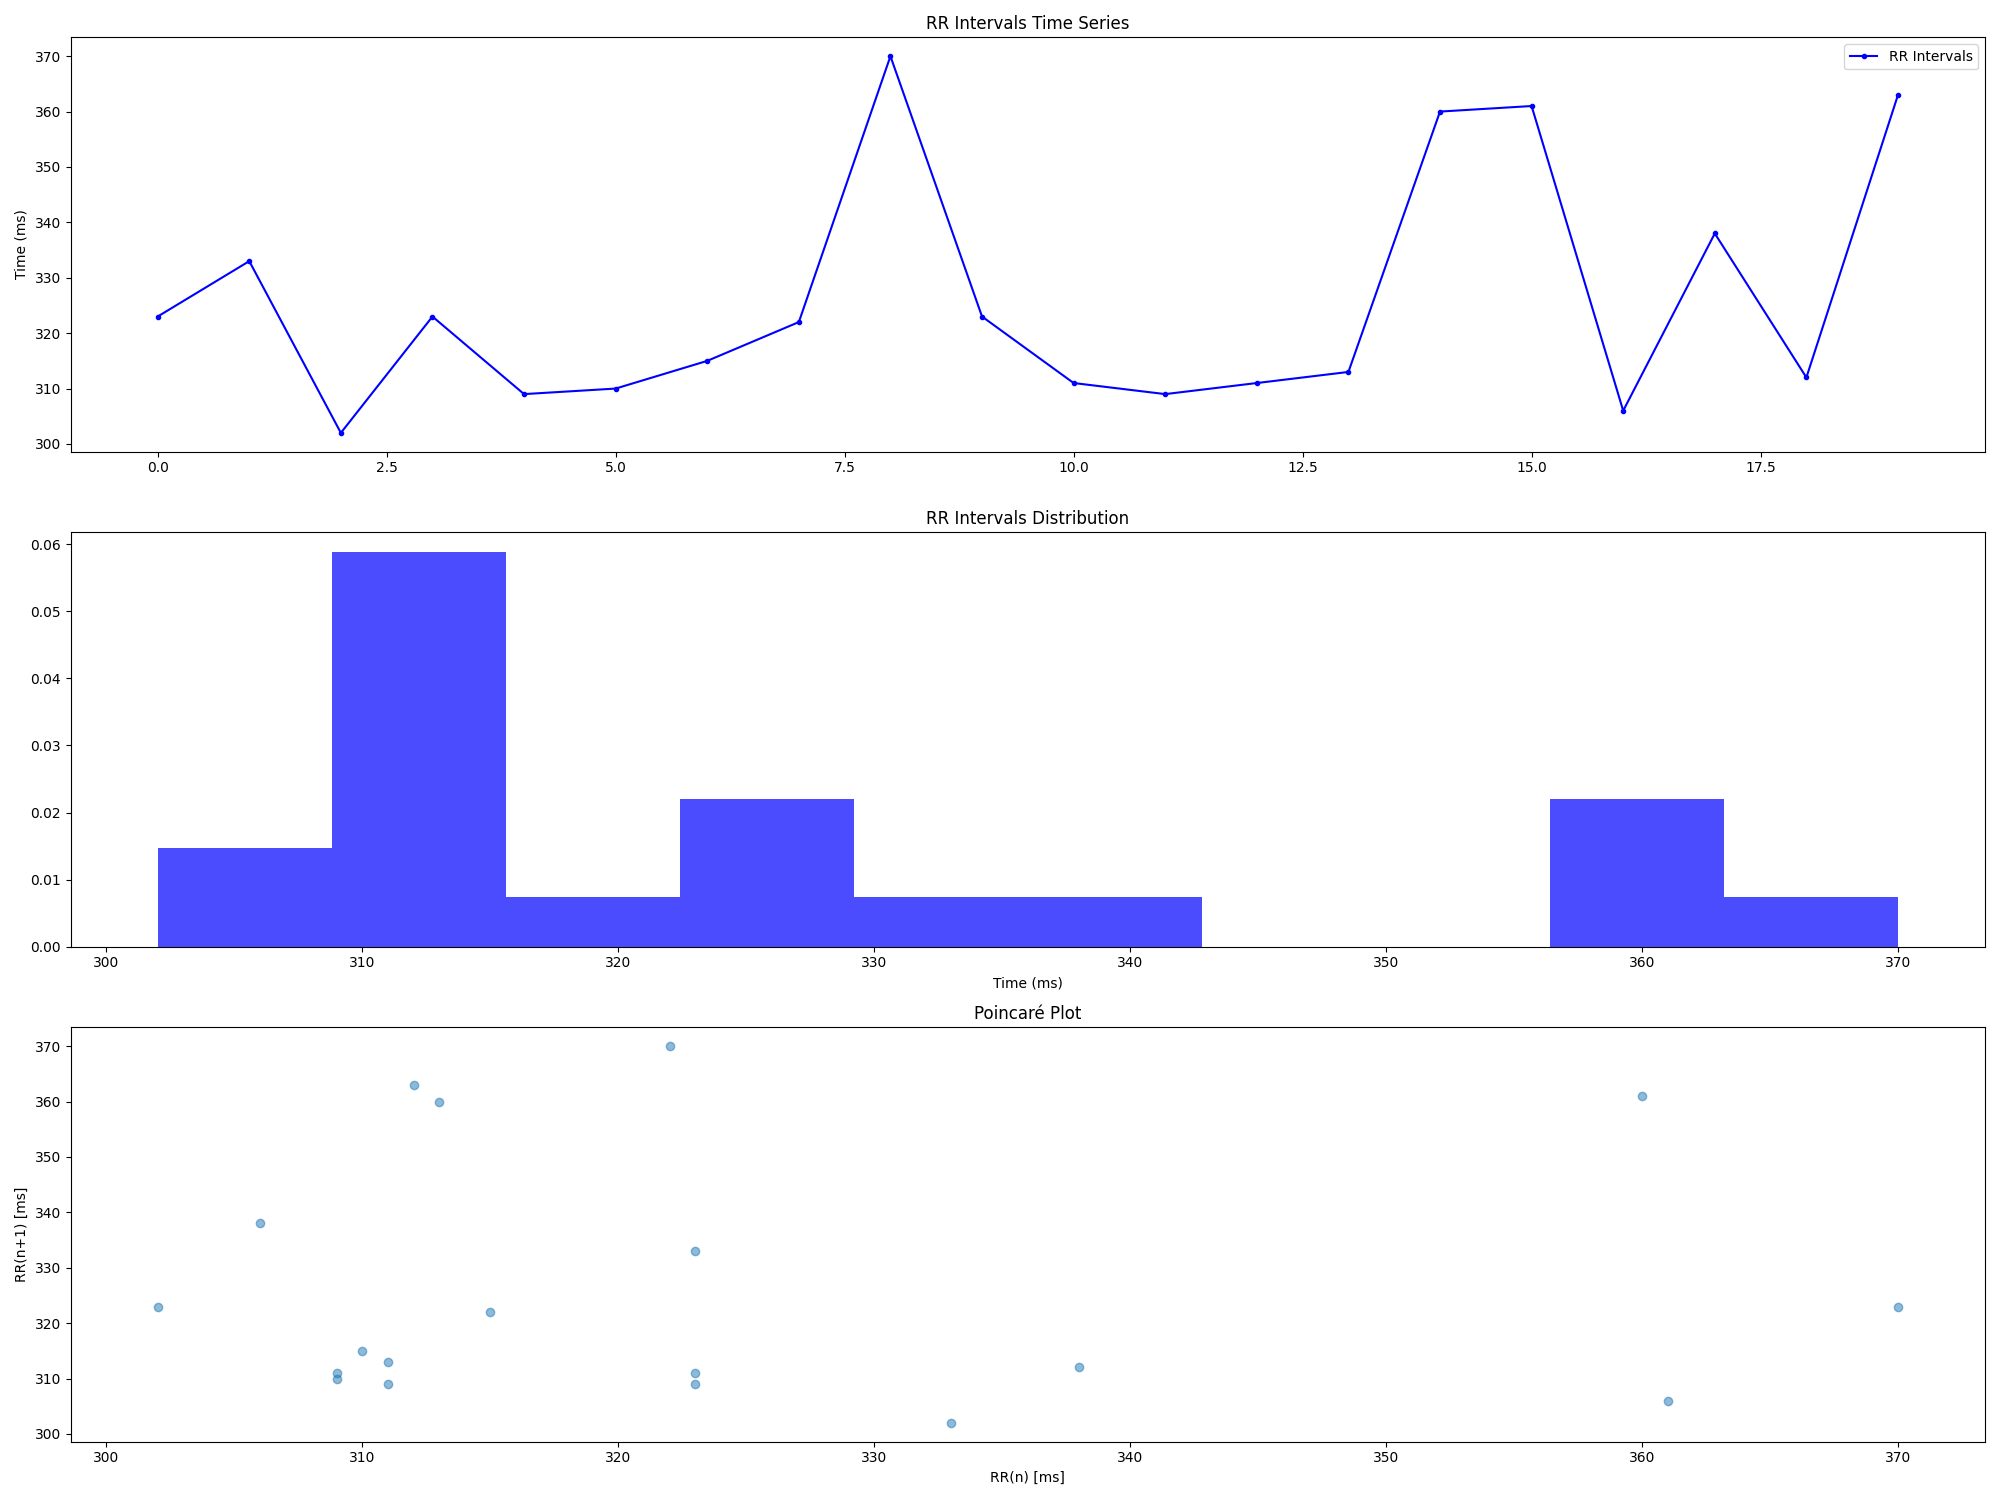 RR Intervals Time Series
370
360
350
340
330
320
310
300
Time (ms)
RR Intervals
0.0 2.5 5.0 7.5 10.0 12.5 15.0 17.5
RR Intervals Distribution
0.06
0.05
0.04
0.03
0.02
0.01
0.00
300 310 320 330 340 350 360 370
Time (ms)
Poincaré Plot
370
360
350
340
330
320
310
300
RR(n+1) [ms]
300 310 320 330 340 350 360 370
RR(n) [ms]